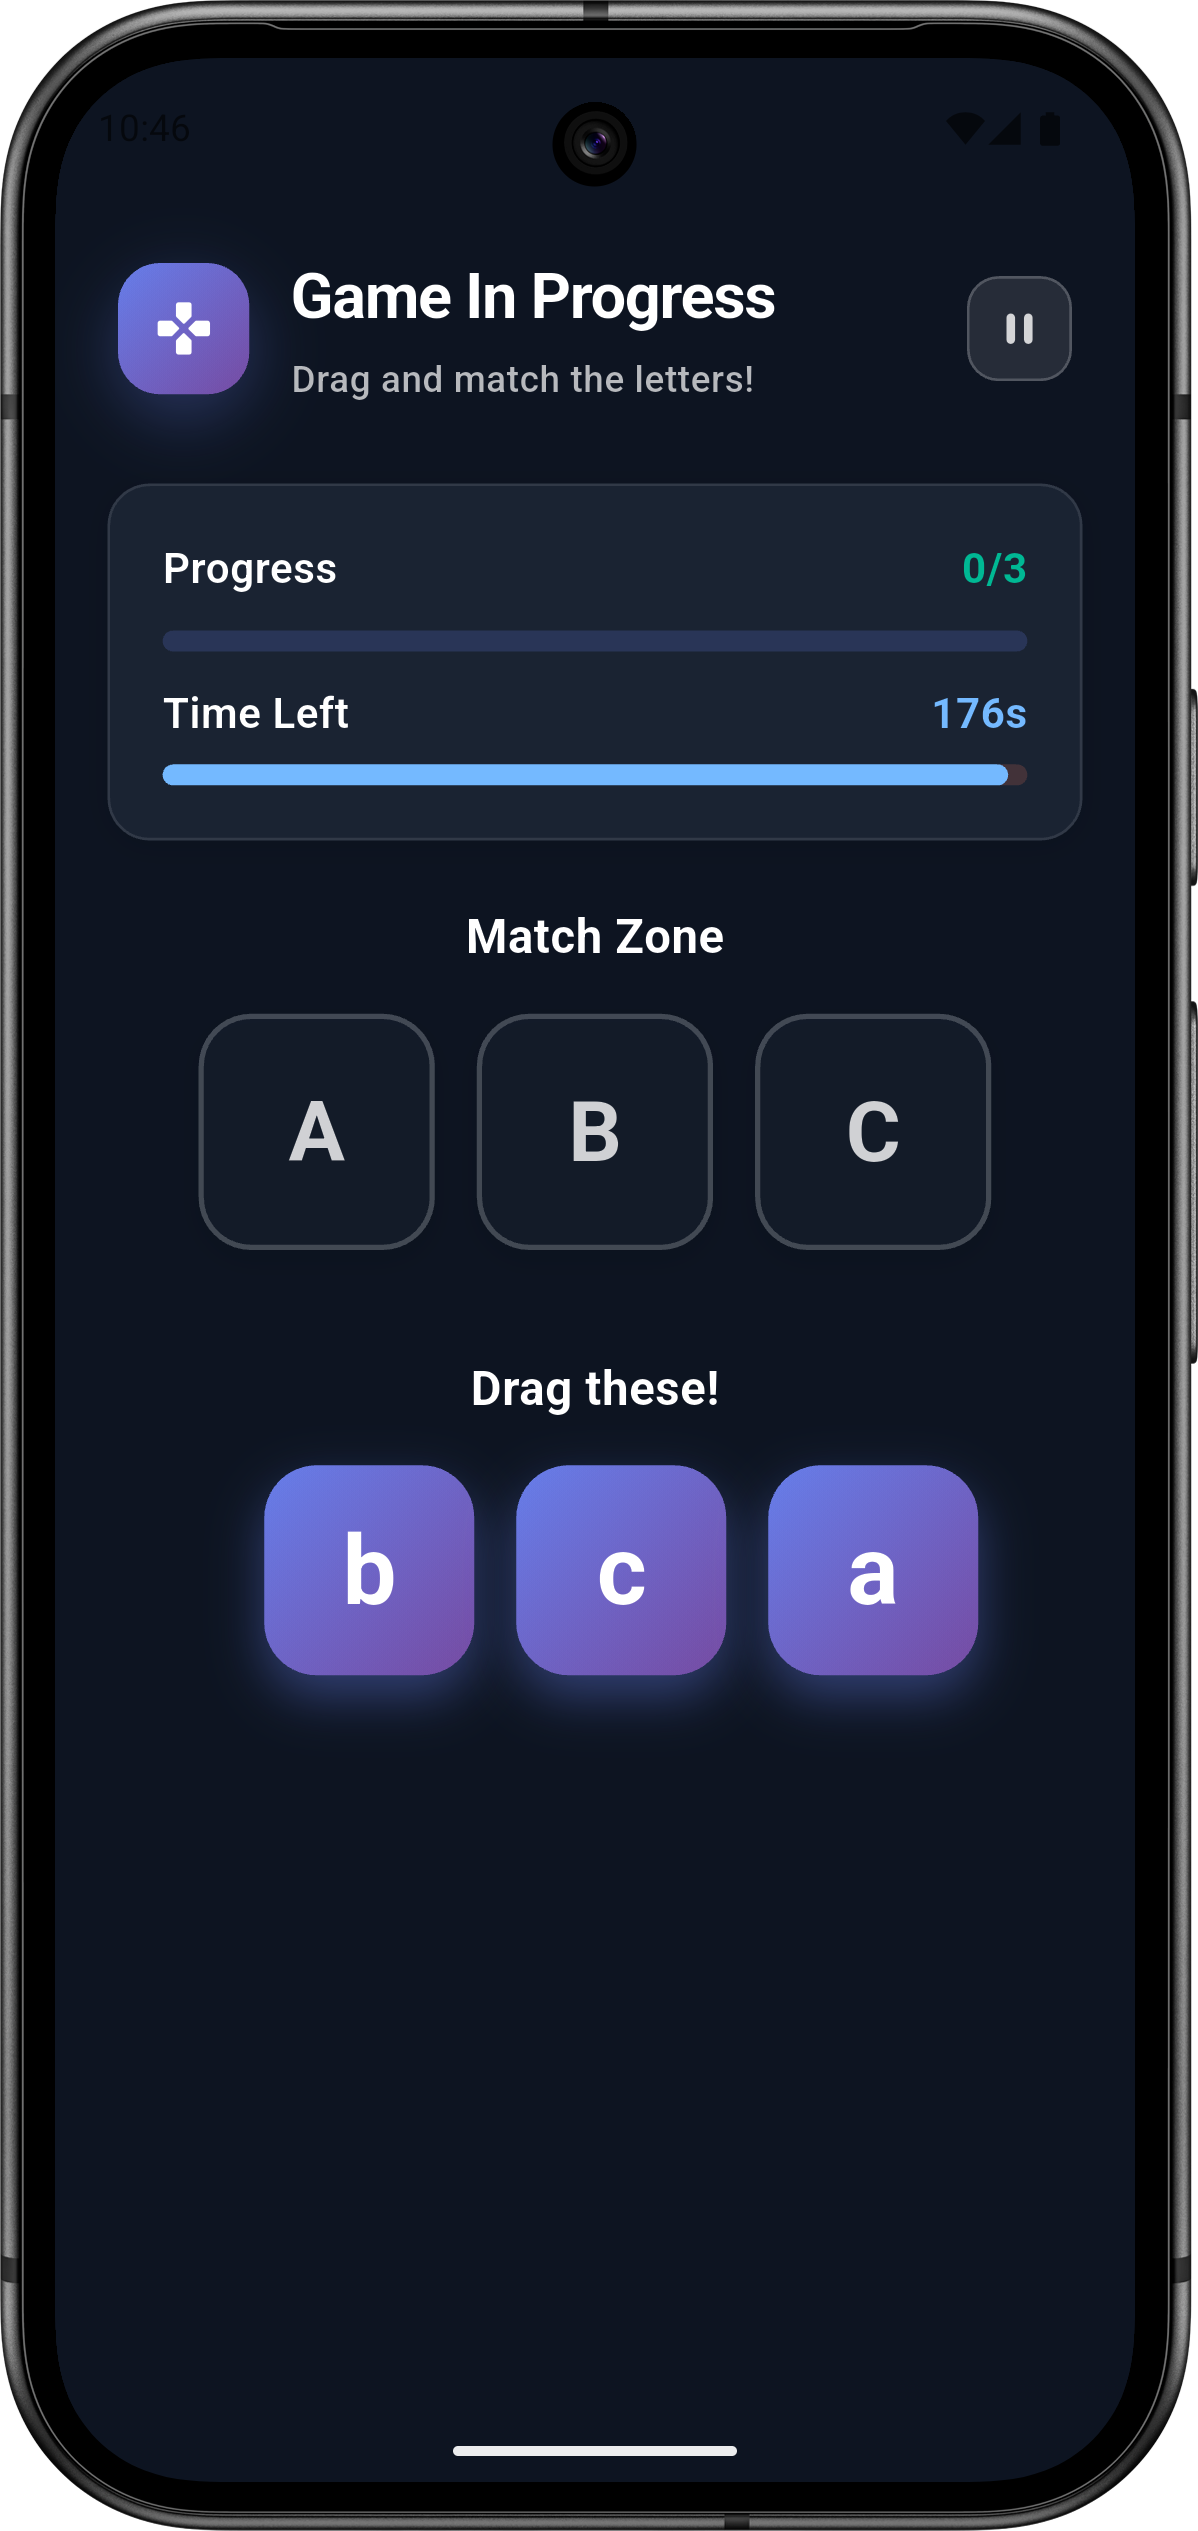 10:46
Game In Progress
Drag and match the letters!
Progress 0/3
Time Left 176s
Match Zone
A B C
Drag these!
b c a